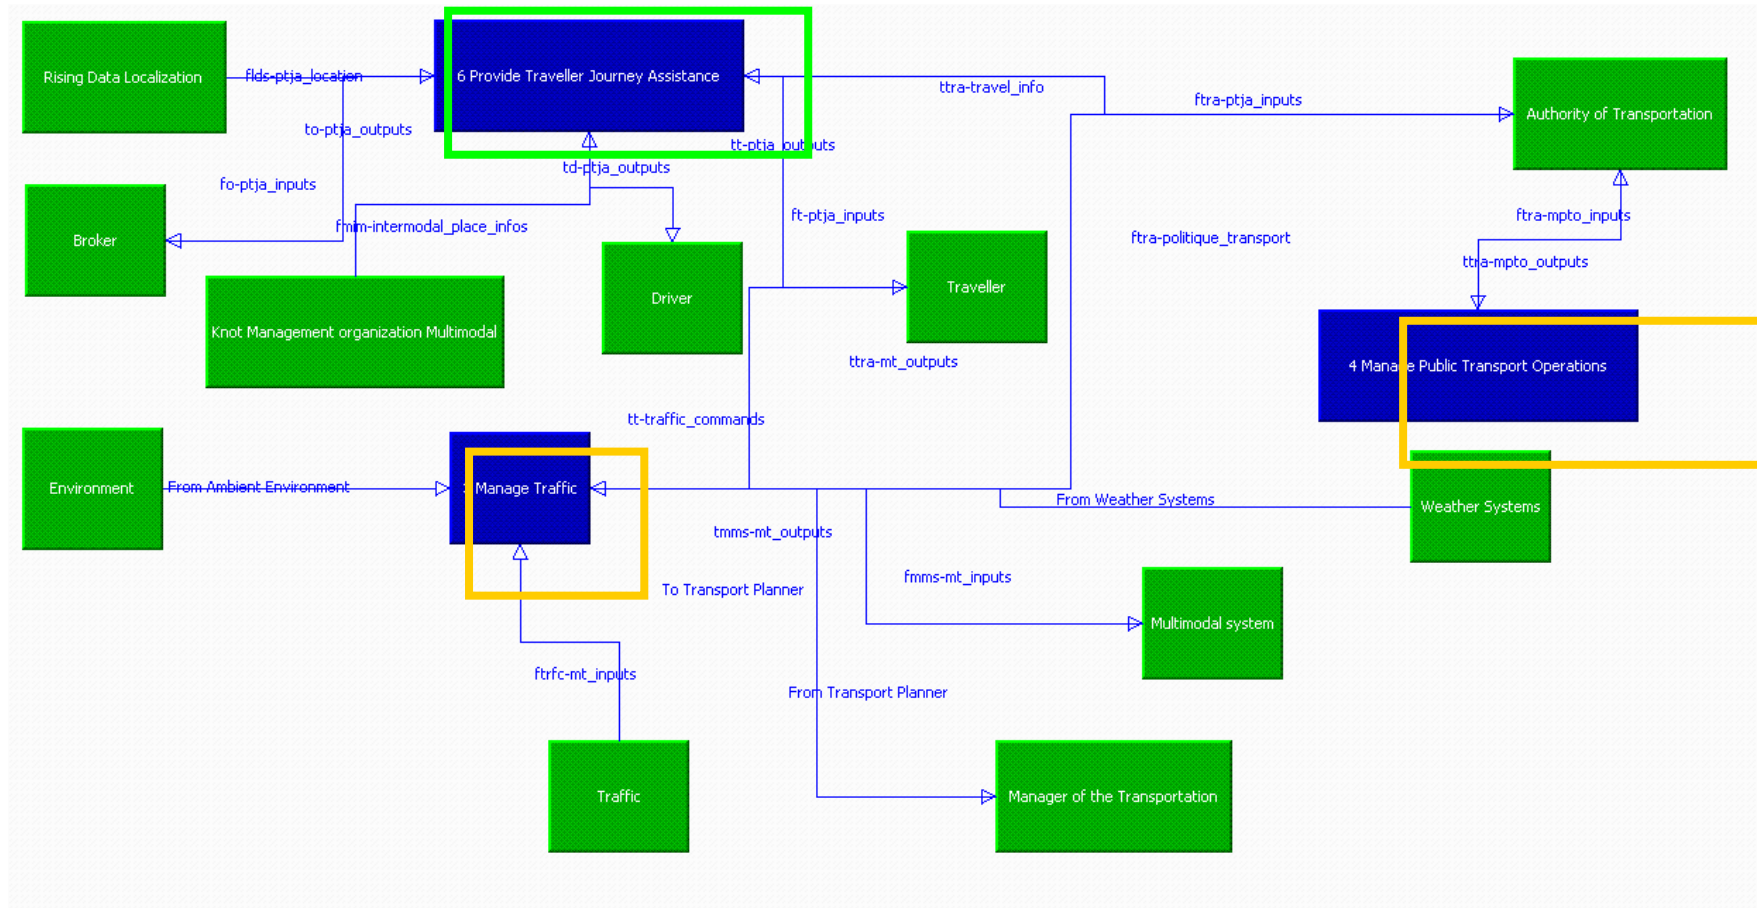 Rising Data Localization
flds-ptja_location
6 Provide Traveller Journey Assistance
ttra-travel_info
ftra-ptja_inputs
Authority of Transportation
to-ptja_outputs
tt-ptja_outputs
td-ptja_outputs
fo-ptja_inputs
fmim-intermodal_place_infos
ft-ptja_inputs
ftra-mpto_inputs
Broker
ftra-politique_transport
ttra-mpto_outputs
Driver
Traveller
Knot Management organization Multimodal
ttra-mt_outputs
4 Manage Public Transport Operations
tt-traffic_commands
Environment
From Ambient Environment
Manage Traffic
From Weather Systems
Weather Systems
tmms-mt_outputs
fmms-mt_inputs
To Transport Planner
Multimodal system
ftrfc-mt_inputs
From Transport Planner
Traffic
Manager of the Transportation